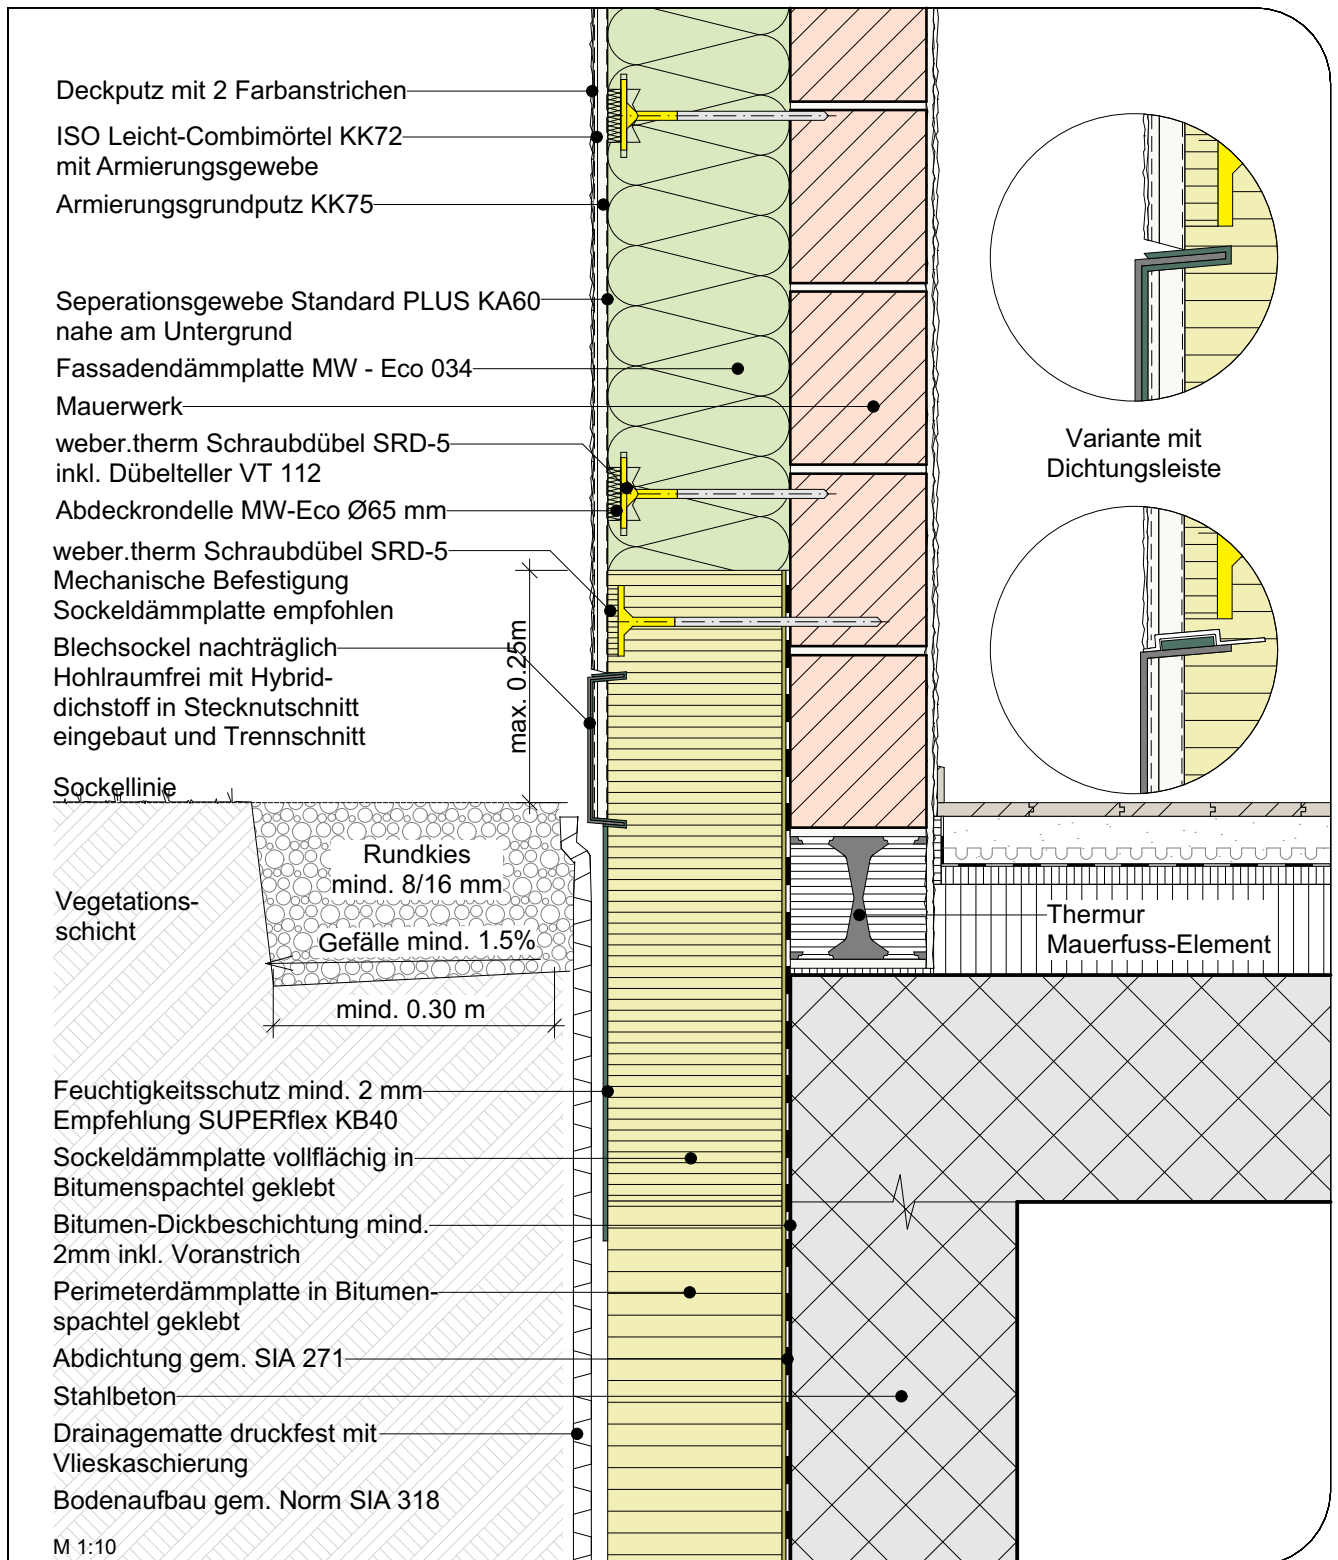 Deckputz mit 2 Farbanstrichen
ISO Leicht-Combimörtel KK72
mit Armierungsgewebe
Armierungsgrundputz KK75
Seperationsgewebe Standard PLUS KA60
nahe am Untergrund
Fassadendämmplatte MW - Eco 034
Mauerwerk
weber.therm Schraubdübel SRD-5
inkl. Dübelteller VT 112
Abdeckrondelle MW-Eco Ø65 mm
weber.therm Schraubdübel SRD-5
Mechanische Befestigung
Sockeldämmplatte empfohlen
Blechsockel nachträglich
Hohlraumfrei mit Hybrid-
dichstoff in Stecknutschnitt
eingebaut und Trennschnitt
max. 0.25m
Sockellinie
Rundkies
mind. 8/16 mm
Vegetations-
schicht
Gefälle mind. 1.5%
mind. 0.30 m
Feuchtigkeitsschutz mind. 2 mm
Empfehlung SUPERflex KB40
Sockeldämmplatte vollflächig in
Bitumenspachtel geklebt
Bitumen-Dickbeschichtung mind.
2mm inkl. Voranstrich
Perimeterdämmplatte in Bitumen-
spachtel geklebt
Abdichtung gem. SIA 271
Stahlbeton
Drainagematte druckfest mit
Vlieskaschierung
Bodenaufbau gem. Norm SIA 318
M 1:10
Variante mit
Dichtungsleiste
Thermur
Mauerfuss-Element